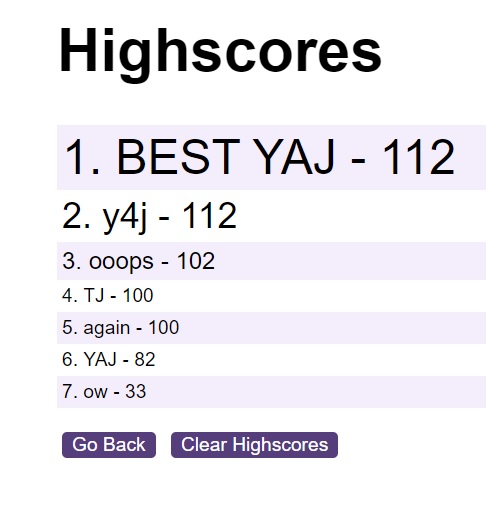 Highscores
1. BEST YAJ - 112
2. y4j - 112
3. ooops - 102
4. TJ - 100
5. again - 100
6. YAJ - 82
7. ow - 33
Go Back Clear Highscores